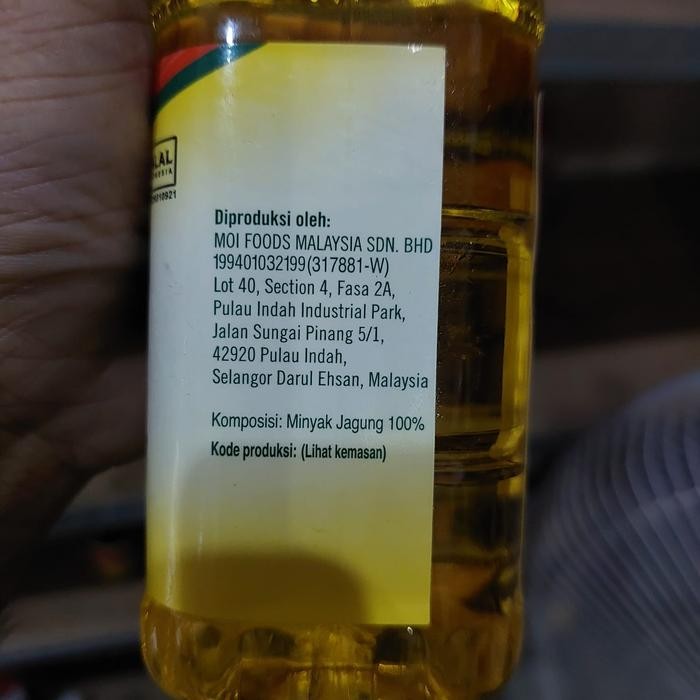 Diproduksi oleh:
MOI FOODS MALAYSIA SDN. BHD
199401032199(317881-W)
Lot 40, Section 4, Fasa 2A,
Pulau Indah Industrial Park,
Jalan Sungai Pinang 5/1,
42920 Pulau Indah,
Selangor Darul Ehsan, Malaysia
Komposisi: Minyak Jagung 100%
Kode produksi: (Lihat kemasan)